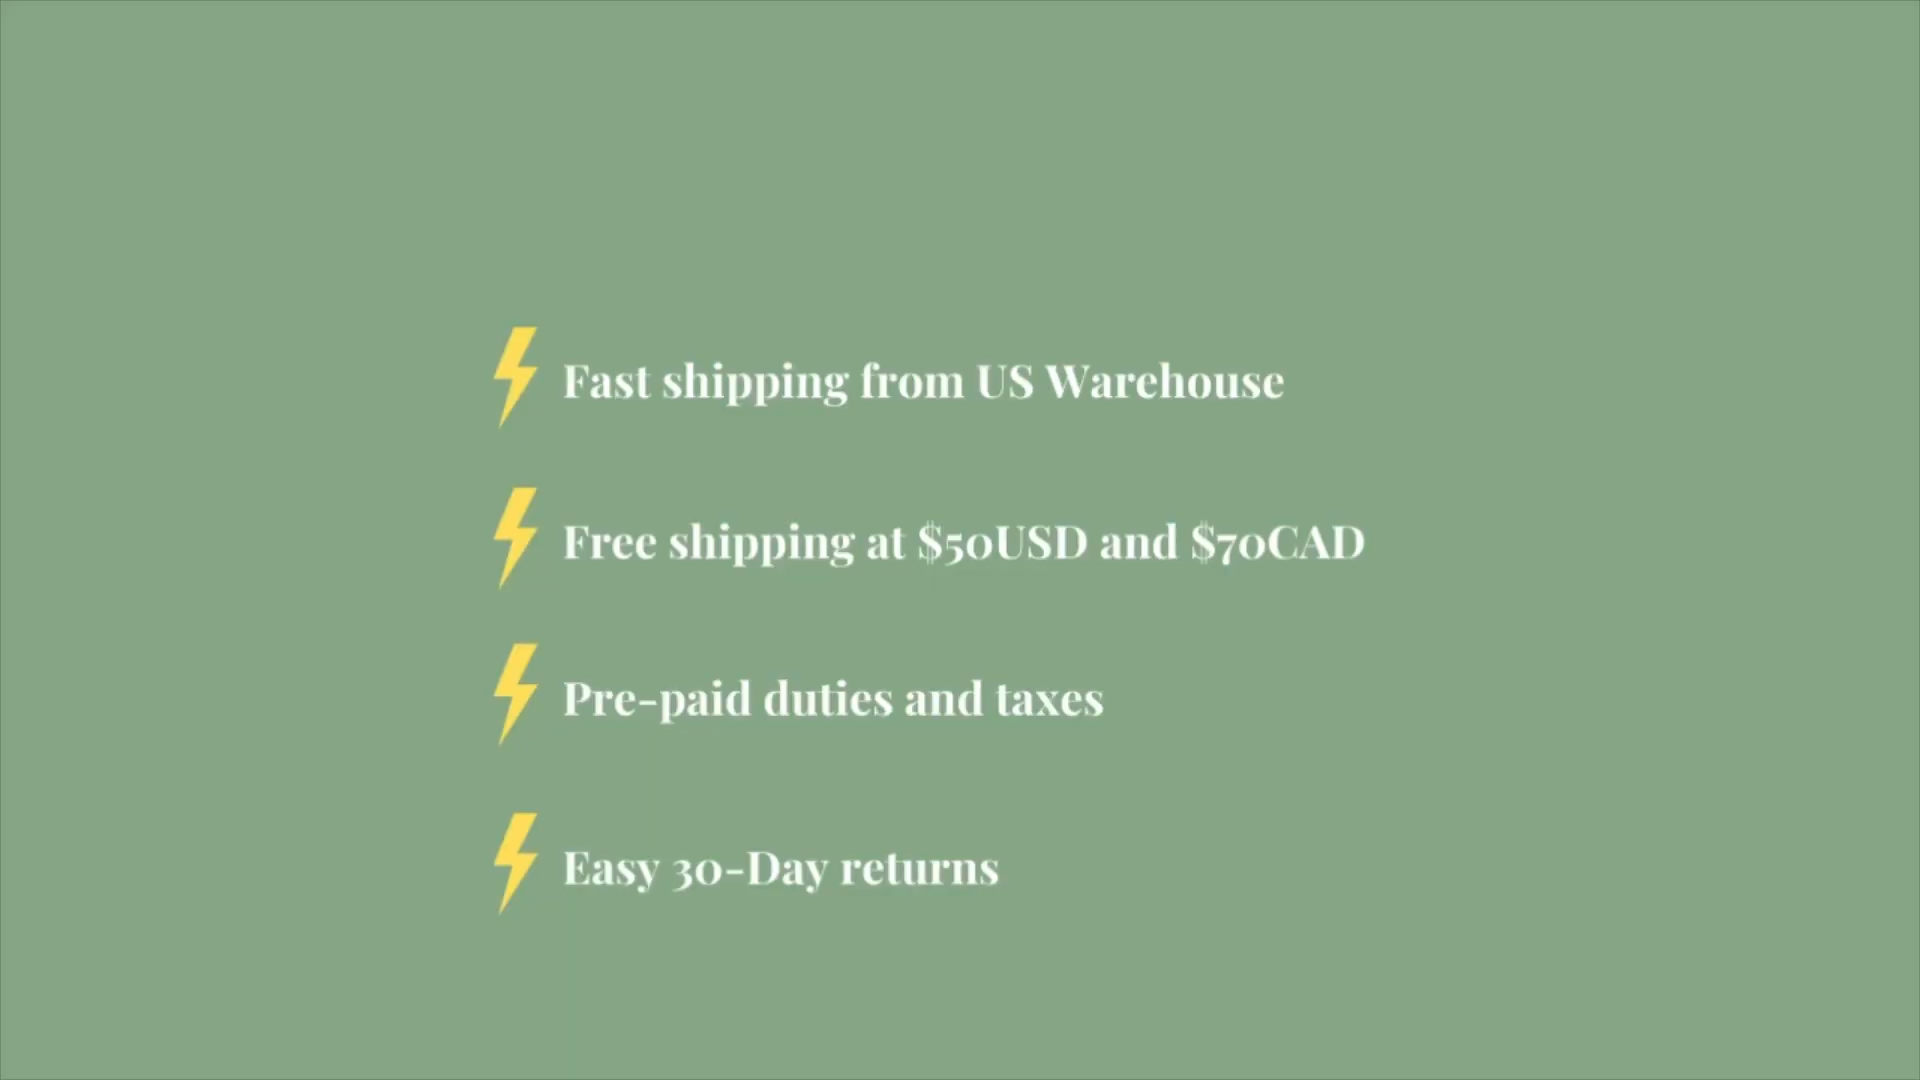 Fast shipping from US Warehouse
Free shipping at $50USD and $70CAD
Pre-paid duties and taxes
Easy 30-Day returns